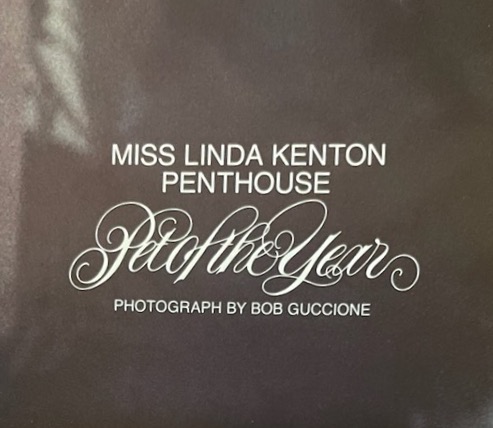 MISS LINDA KENTON
PENTHOUSE
Pet of the Year
PHOTOGRAPH BY BOB GUCCIONE